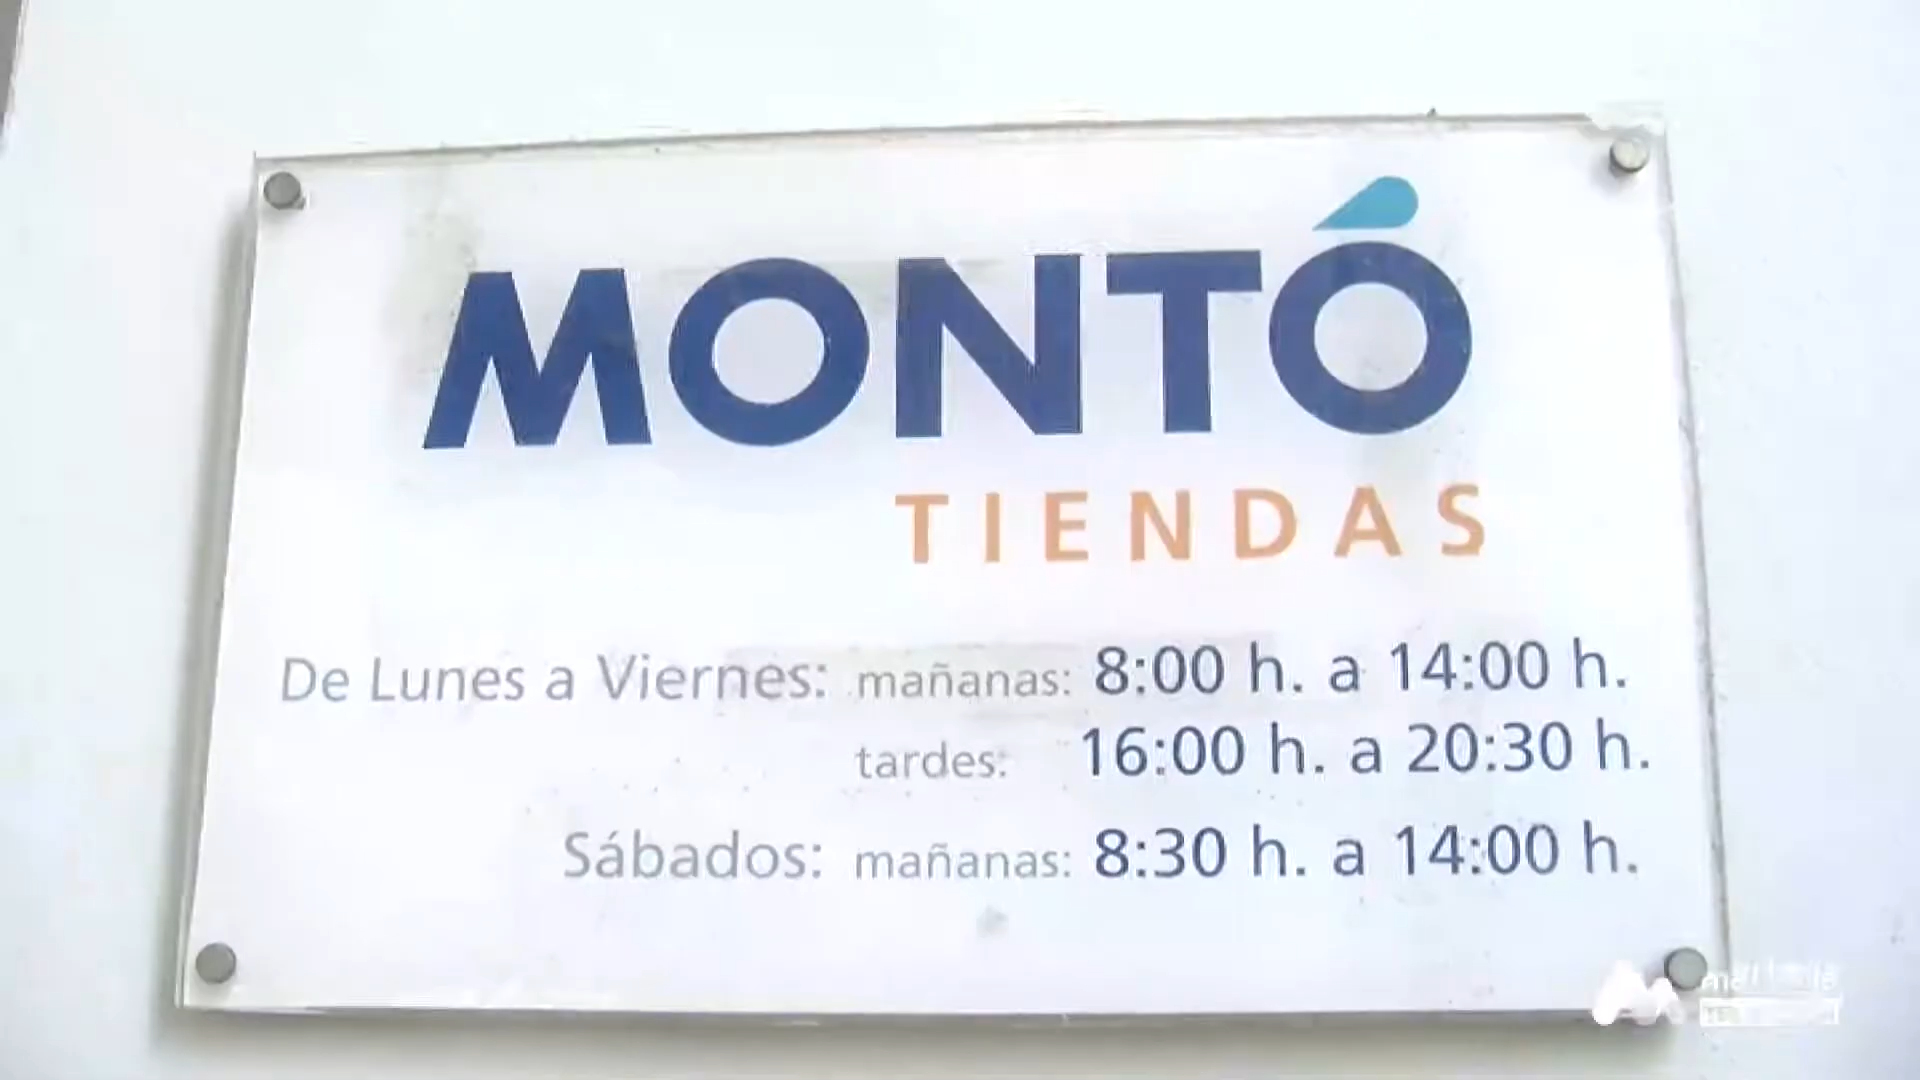 MONTÓ
TIENDAS
De Lunes a Viernes: mañanas: 8:00 h. a 14:00 h.
tardes: 16:00 h. a 20:30 h.
Sábados: mañanas: 8:30 h. a 14:00 h.